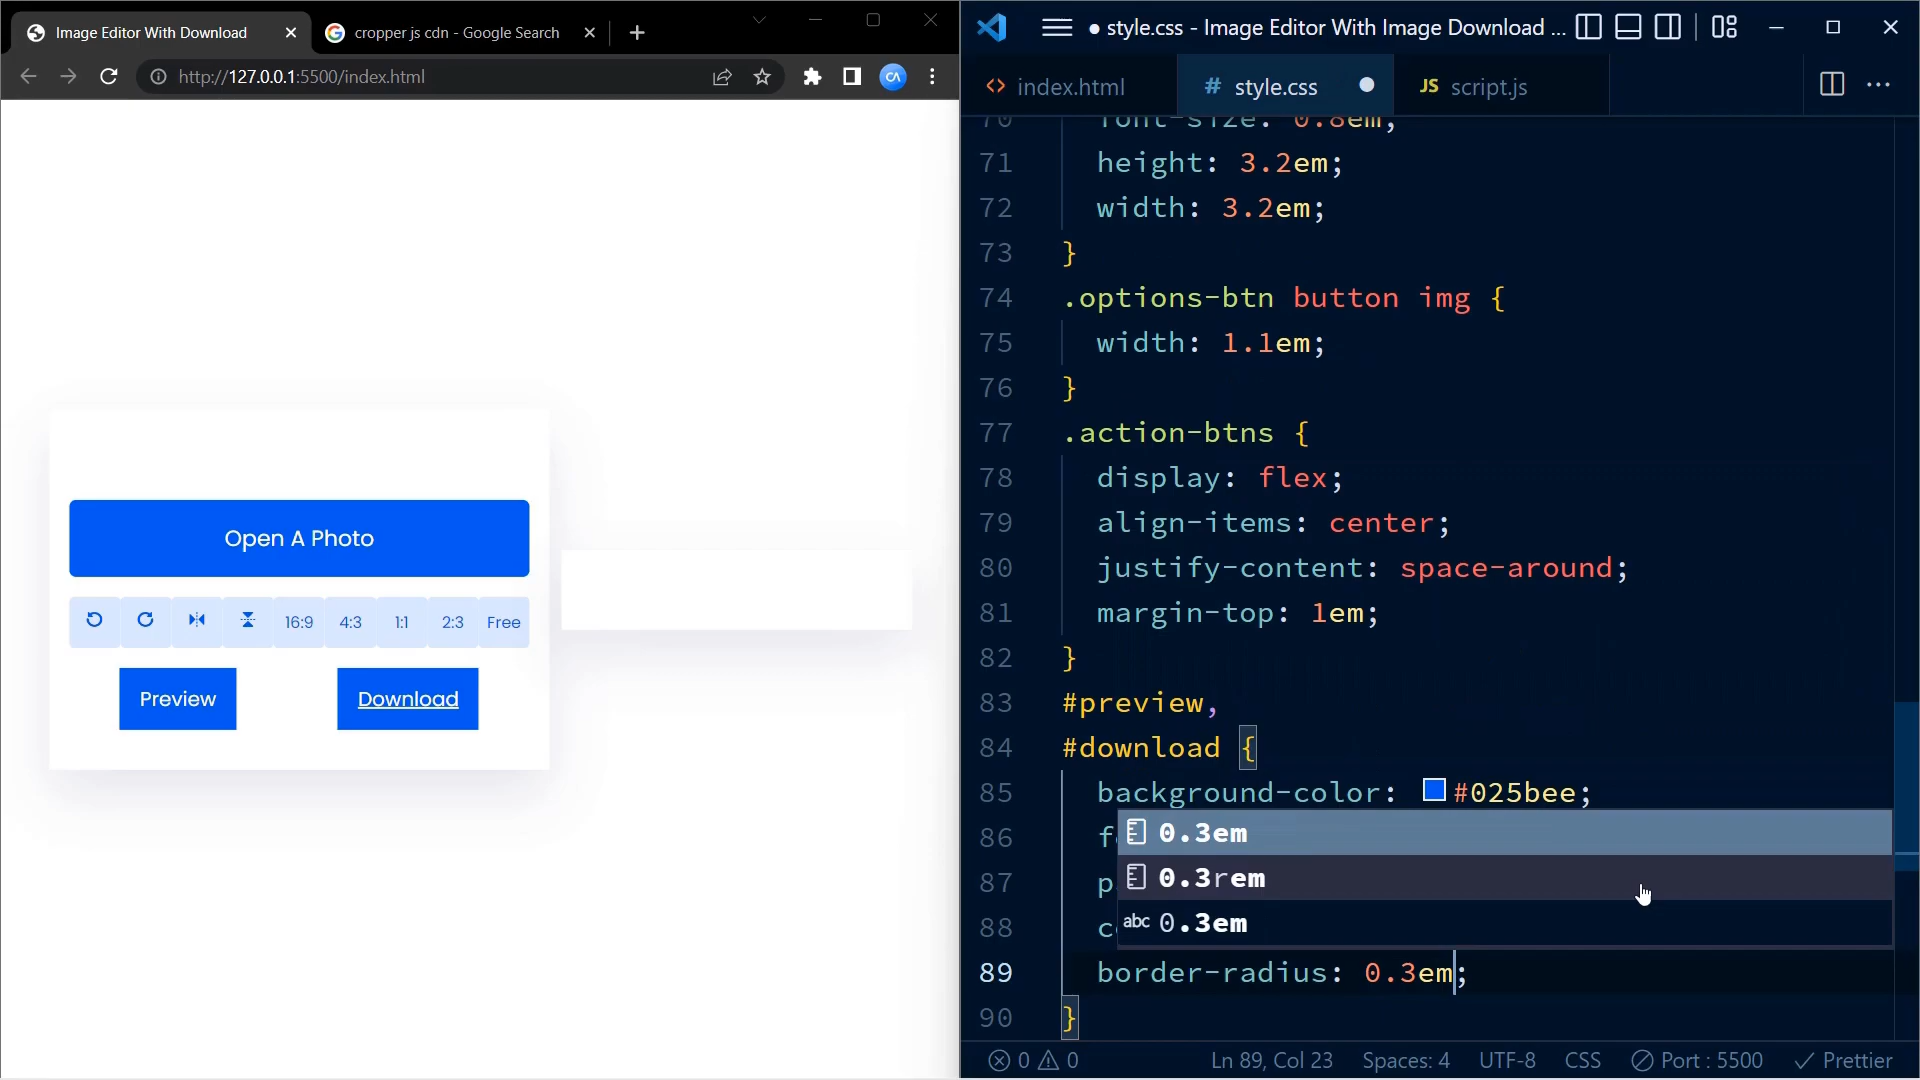 Image Editor With Download
cropper js cdn - Google Search
http://127.0.0.1:5500/index.html
CA
Open A Photo
16:9 4:3 1:1 2:3 Free
Preview
Download
● style.css - Image Editor With Image Download ...
<> index.html
# style.css
JS script.js
70 font-size: 0.8em;
71 height: 3.2em;
72 width: 3.2em;
73 }
74 .options-btn button img {
75 width: 1.1em;
76 }
77 .action-btns {
78 display: flex;
79 align-items: center;
80 justify-content: space-around;
81 margin-top: 1em;
82 }
83 #preview,
84 #download {
85 background-color: #025bee;
86 f
0.3em
87 p
0.3rem
88 c
abc 0.3em
89 border-radius: 0.3em;
90 }
0 0 Ln 89, Col 23 Spaces: 4 UTF-8 CSS Port : 5500 Prettier